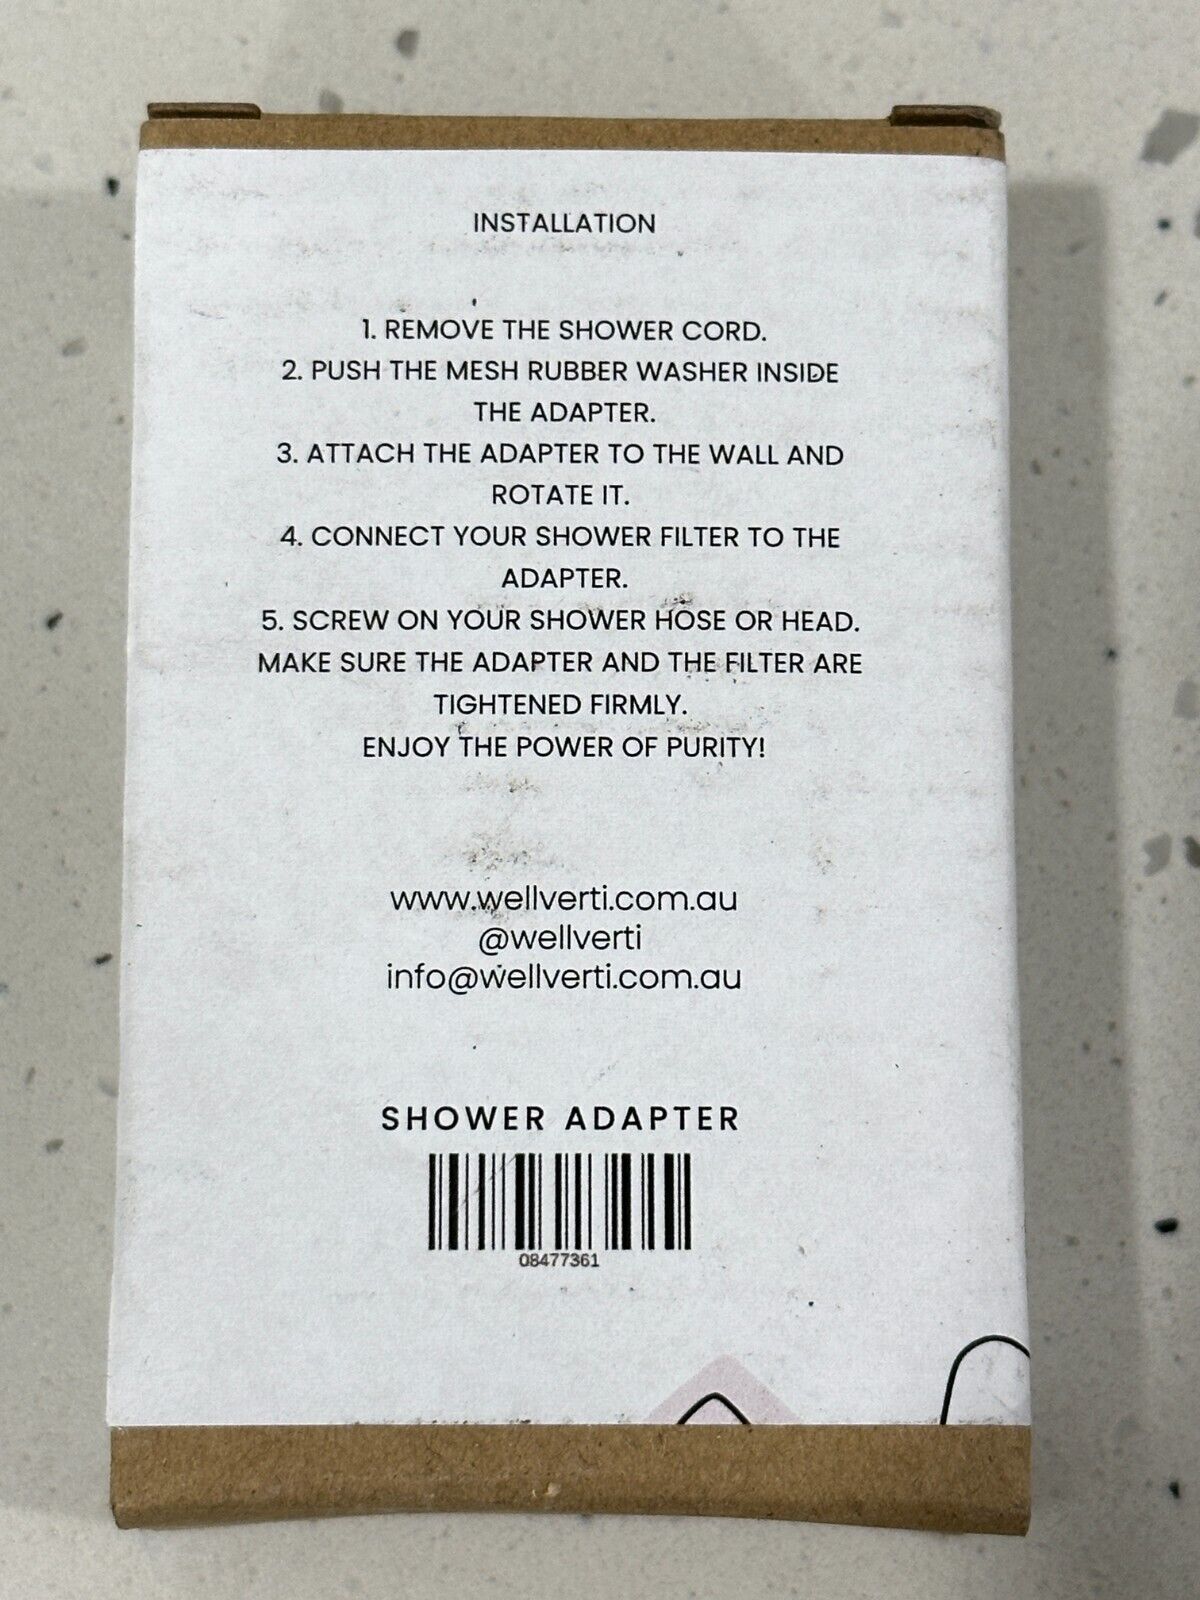 INSTALLATION
1. REMOVE THE SHOWER CORD.
2. PUSH THE MESH RUBBER WASHER INSIDE
THE ADAPTER.
3. ATTACH THE ADAPTER TO THE WALL AND
ROTATE IT.
4. CONNECT YOUR SHOWER FILTER TO THE
ADAPTER.
5. SCREW ON YOUR SHOWER HOSE OR HEAD.
MAKE SURE THE ADAPTER AND THE FILTER ARE
TIGHTENED FIRMLY.
ENJOY THE POWER OF PURITY!
www.wellverti.com.au
@wellverti
info@wellverti.com.au
SHOWER ADAPTER
08477361